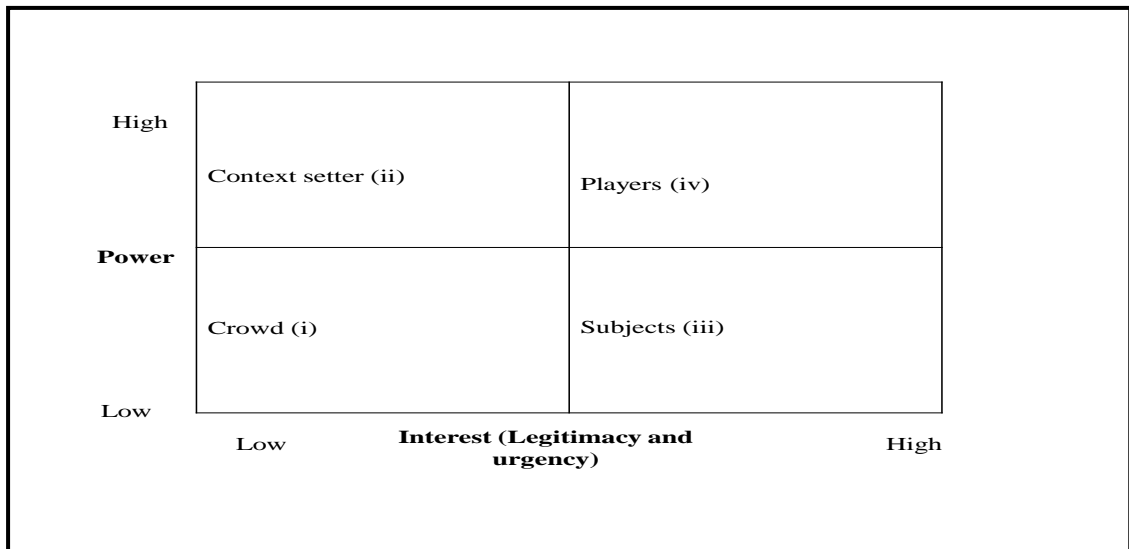 High
Context setter (ii)
Players (iv)
Power
Crowd (i)
Subjects (iii)
Low
Low
Interest (Legitimacy and
urgency)
High